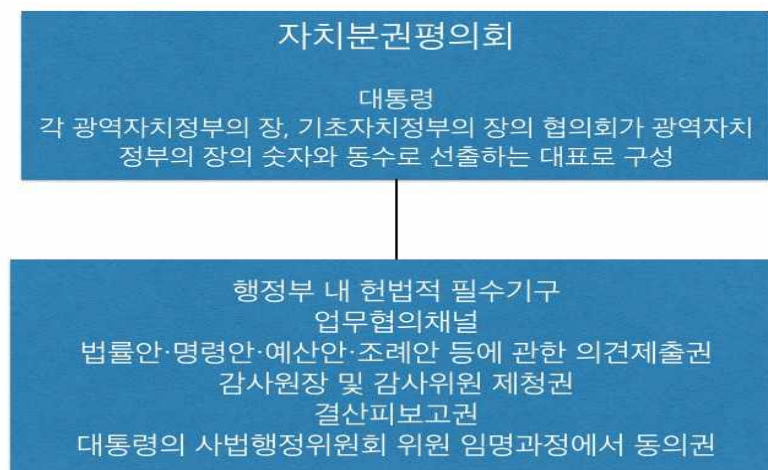 자치분권평의회
대통령
각 광역자치정부의 장, 기초자치정부의 장의 협의회가 광역자치
정부의 장의 숫자와 동수로 선출하는 대표로 구성
행정부 내 헌법적 필수기구
업무협의채널
법률안·명령안·예산안·조례안 등에 관한 의견제출권
감사원장 및 감사위원 제청권
결산피보고권
대통령의 사법행정위원회 위원 임명과정에서 동의권